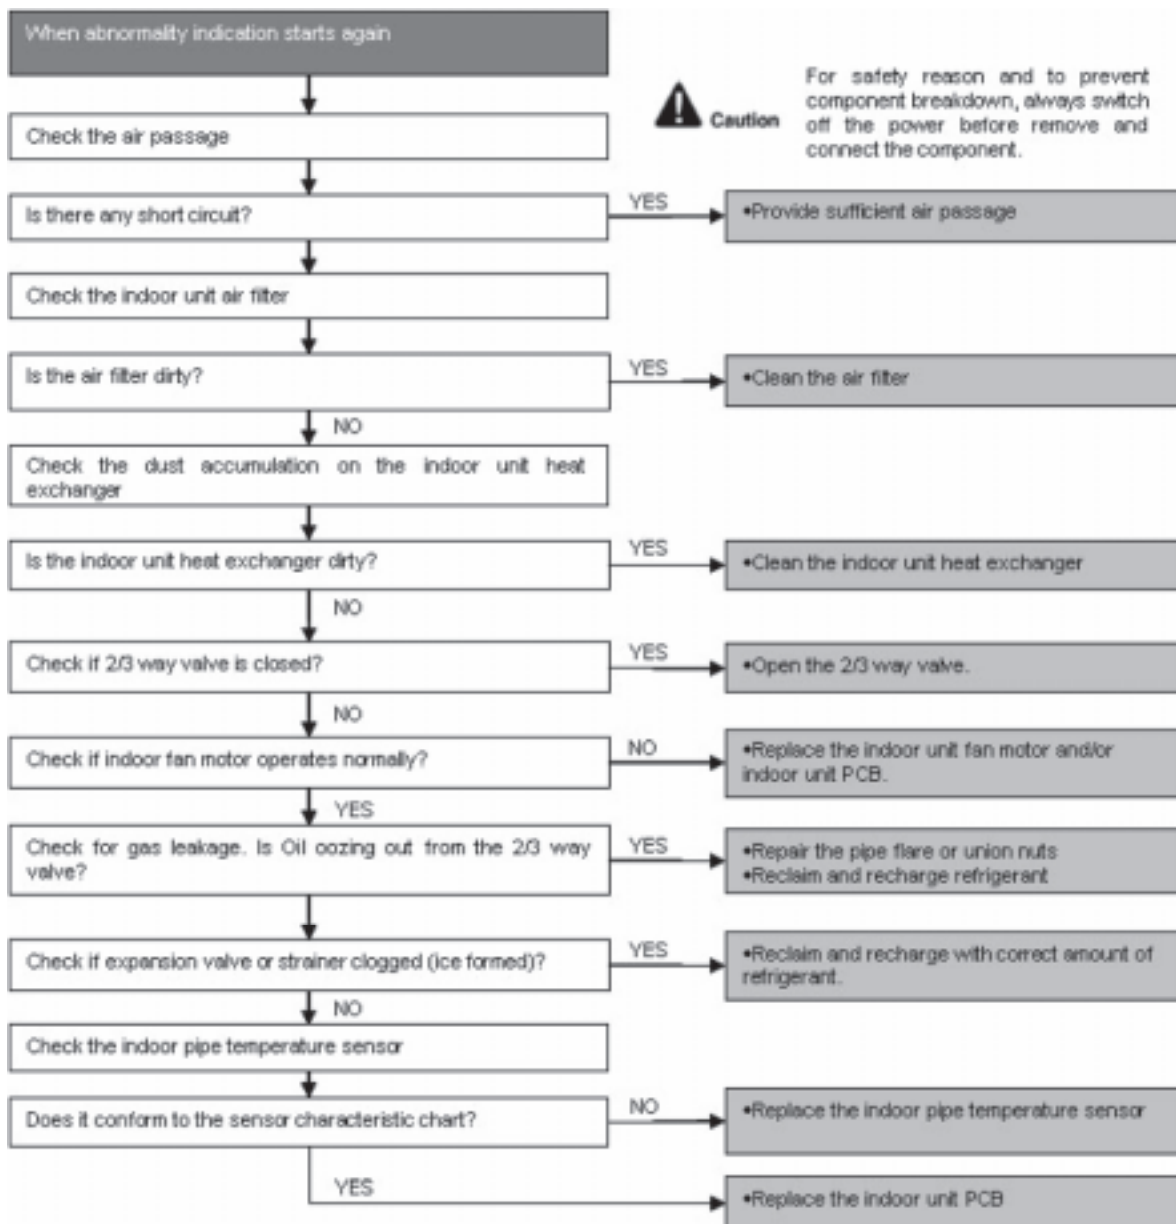 When abnormality indication starts again
Check the air passage
Caution
For safety reason and to prevent
component breakdown, always switch
off the power before remove and
connect the component.
Is there any short circuit?
YES
•Provide sufficient air passage
Check the indoor unit air filter
Is the air filter dirty?
YES
•Clean the air filter
NO
Check the dust accumulation on the indoor unit heat
exchanger
Is the indoor unit heat exchanger dirty?
YES
•Clean the indoor unit heat exchanger
NO
Check if 2/3 way valve is closed?
YES
•Open the 2/3 way valve.
NO
Check if indoor fan motor operates normally?
NO
•Replace the indoor unit fan motor and/or
indoor unit PCB.
YES
Check for gas leakage. Is Oil oozing out from the 2/3 way
valve?
YES
•Repair the pipe flare or union nuts
•Reclaim and recharge refrigerant
Check if expansion valve or strainer clogged (ice formed)?
YES
•Reclaim and recharge with correct amount of
refrigerant.
NO
Check the indoor pipe temperature sensor
Does it conform to the sensor characteristic chart?
NO
•Replace the indoor pipe temperature sensor
YES
•Replace the indoor unit PCB